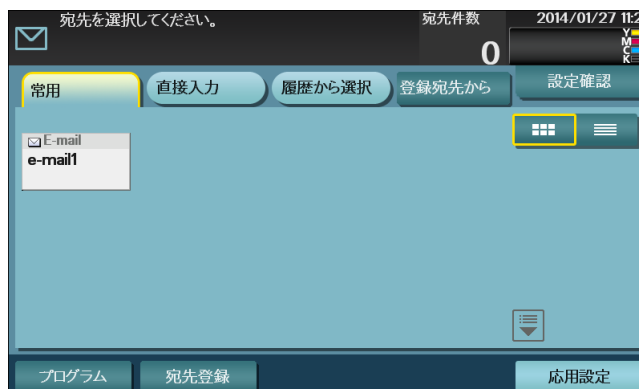 宛先を選択してください。
宛先件数
0
2014/01/27 11:2
Y
M
C
K
常用
直接入力
履歴から選択
登録宛先から
設定確認
E-mail
e-mail1
プログラム
宛先登録
応用設定